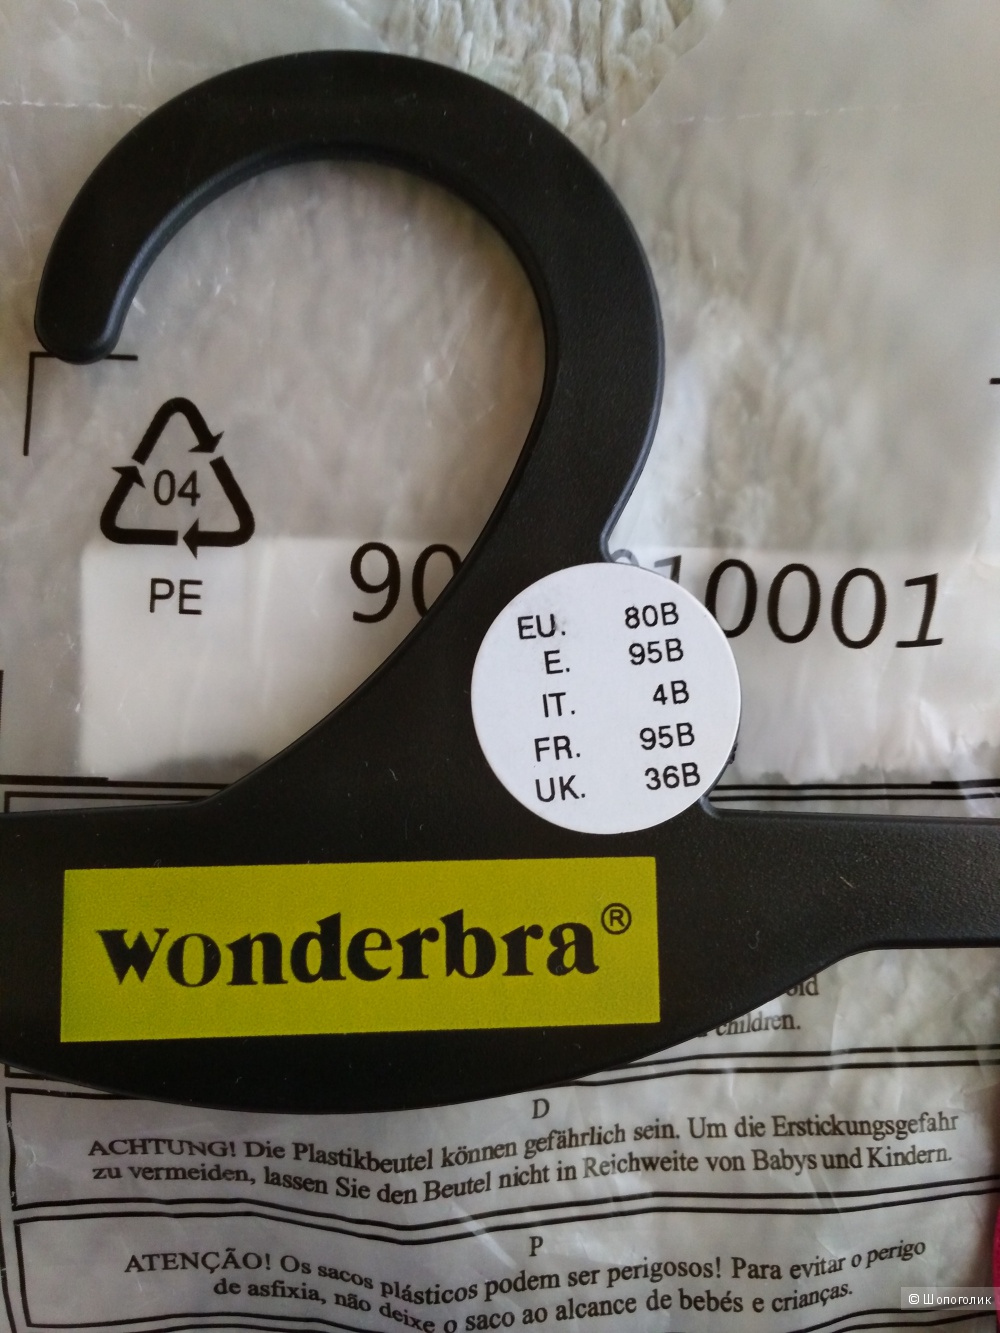 04
PE
90 10001
EU. 80B
E. 95B
IT. 4B
FR. 95B
UK. 36B
wonderbra®
children.
D
ACHTUNG! Die Plastikbeutel können gefährlich sein. Um die Erstickungsgefahr
zu vermeiden, lassen Sie den Beutel nicht in Reichweite von Babys und Kindern.
P
ATENÇÃO! Os sacos plásticos podem ser perigosos! Para evitar o perigo
de asfixia, não deixe o saco ao alcance de bebés e crianças.
© Шопоголик